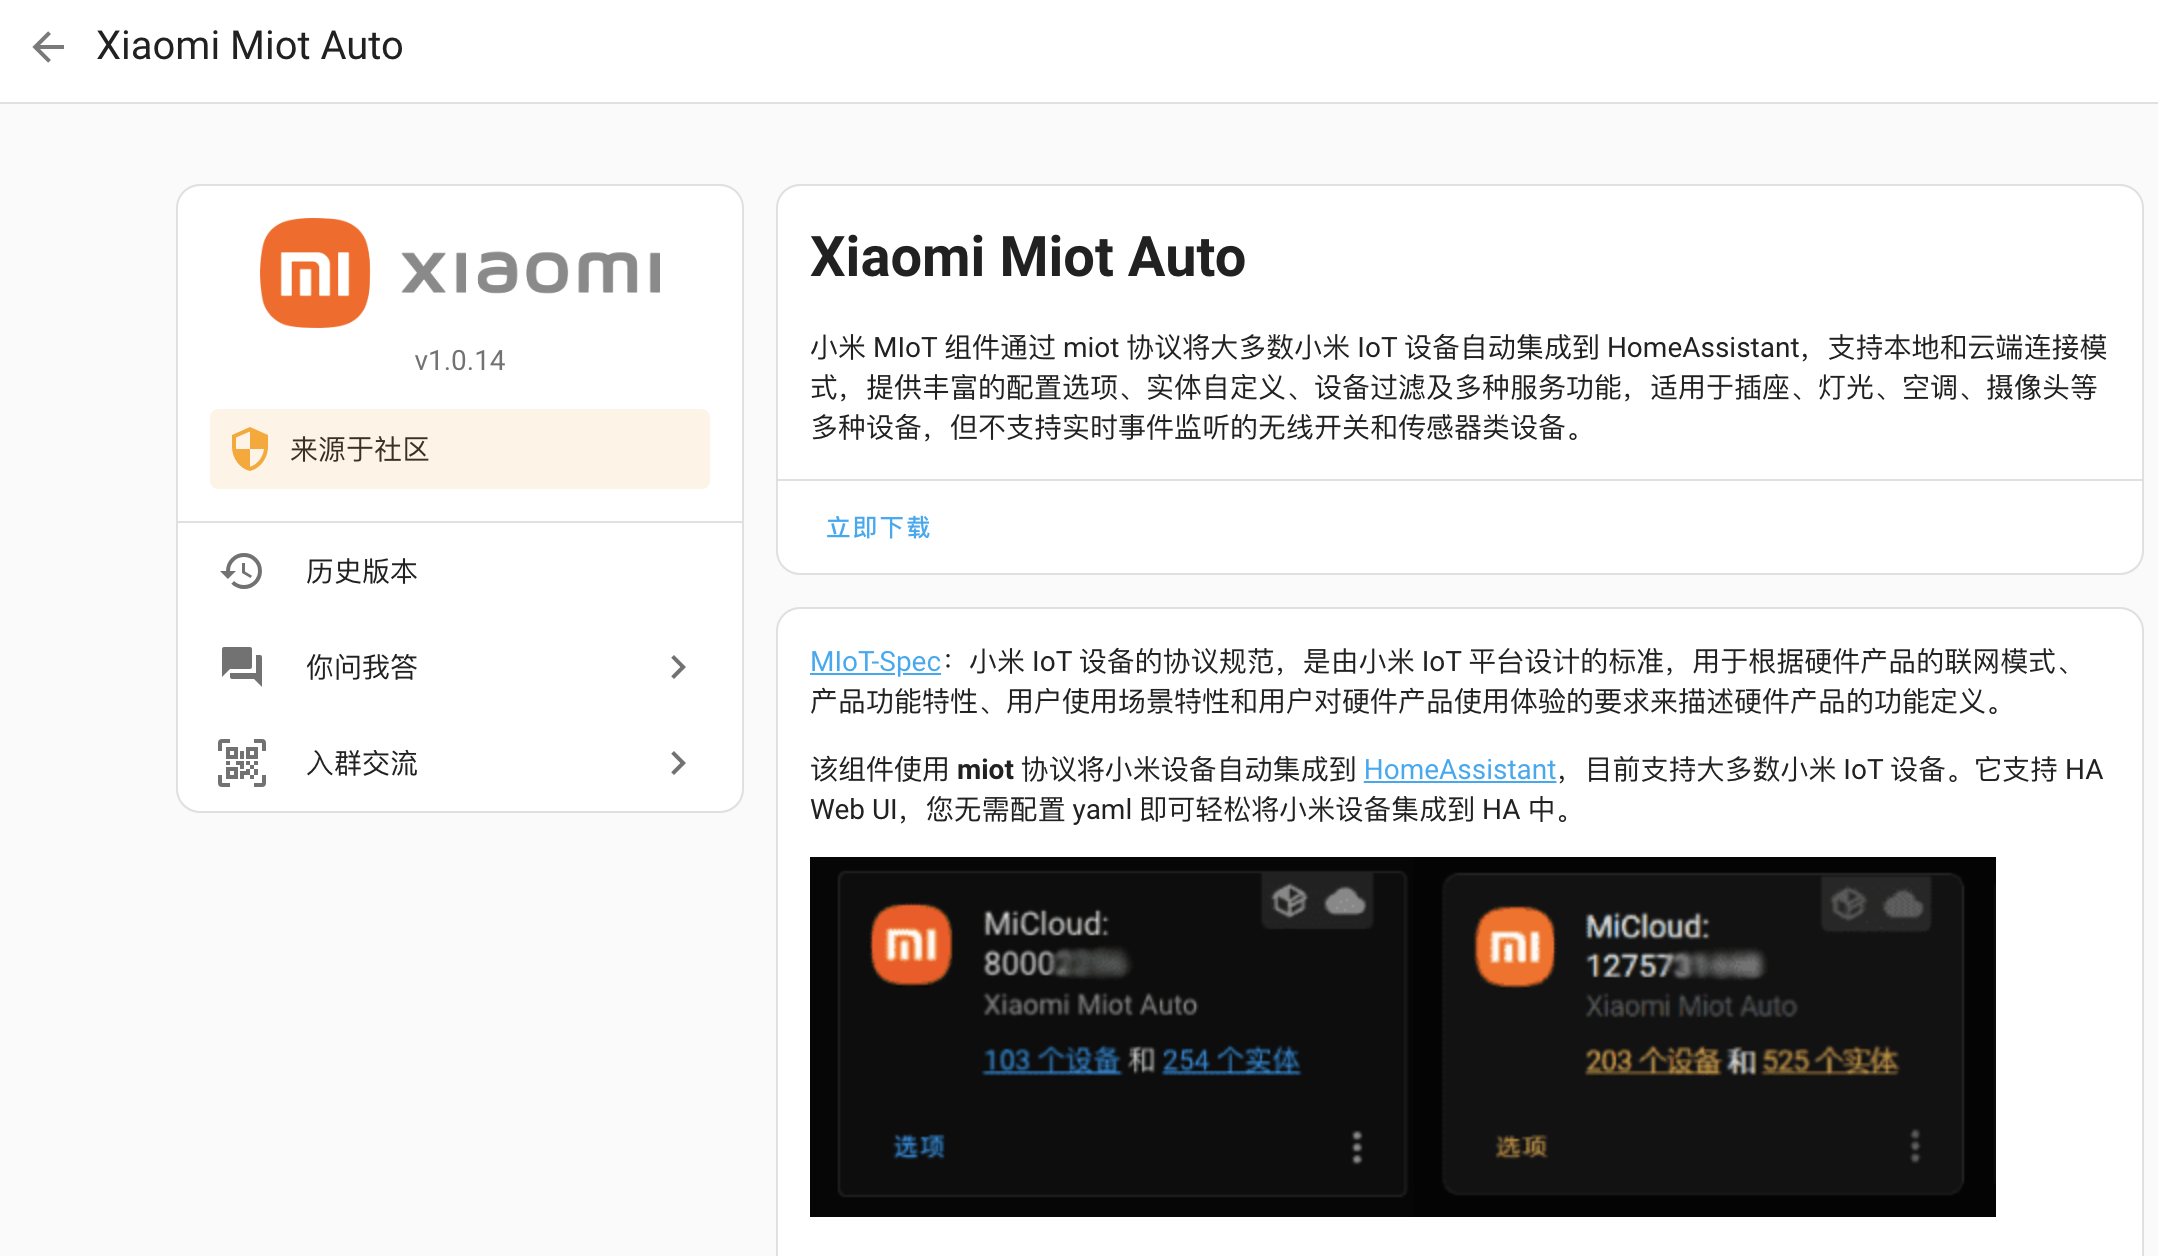 Xiaomi Miot Auto
xiaomi
v1.0.14
来源于社区
历史版本
你问我答
入群交流
Xiaomi Miot Auto
小米 MIoT 组件通过 miot 协议将大多数小米 IoT 设备自动集成到 HomeAssistant，支持本地和云端连接模
式，提供丰富的配置选项、实体自定义、设备过滤及多种服务功能，适用于插座、灯光、空调、摄像头等
多种设备，但不支持实时事件监听的无线开关和传感器类设备。
立即下载
MIoT-Spec：小米 IoT 设备的协议规范，是由小米 IoT 平台设计的标准，用于根据硬件产品的联网模式、
产品功能特性、用户使用场景特性和用户对硬件产品使用体验的要求来描述硬件产品的功能定义。
该组件使用 miot 协议将小米设备自动集成到 HomeAssistant，目前支持大多数小米 IoT 设备。它支持 HA
Web UI，您无需配置 yaml 即可轻松将小米设备集成到 HA 中。
MiCloud:
8000
Xiaomi Miot Auto
103 个设备 和 254 个实体
选项
MiCloud:
12757
Xiaomi Miot Auto
203 个设备 和 525 个实体
选项